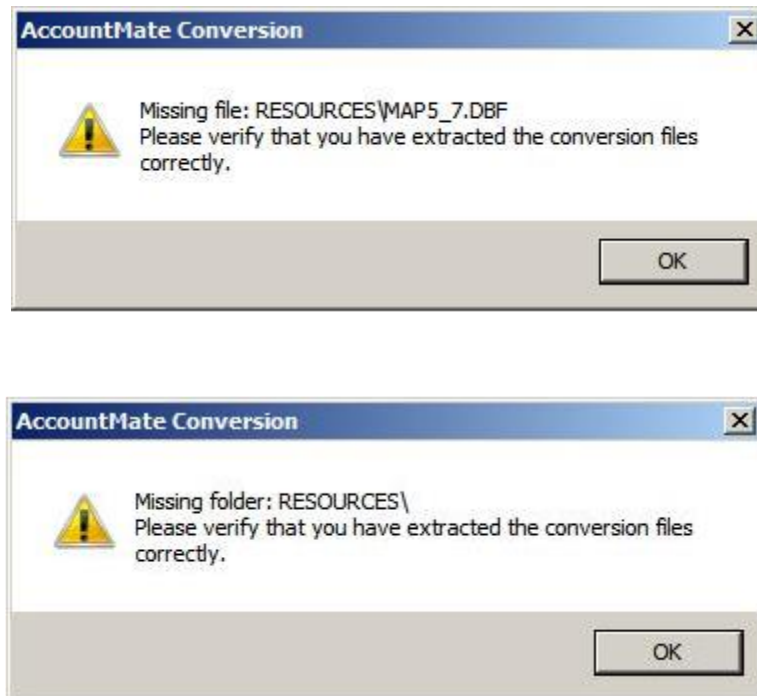 AccountMate Conversion
Missing file: RESOURCES\MAP5_7.DBF
Please verify that you have extracted the conversion files
correctly.
OK
AccountMate Conversion
Missing folder: RESOURCES\
Please verify that you have extracted the conversion files
correctly.
OK